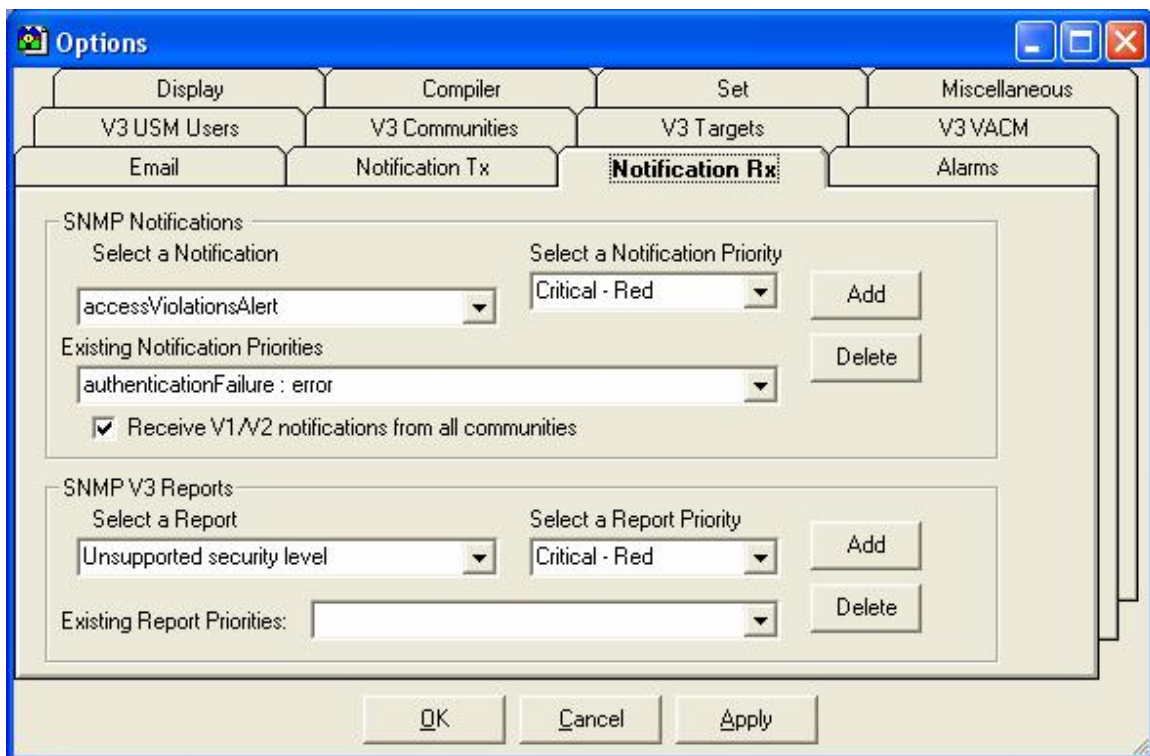 Options
Display Compiler Set Miscellaneous
V3 USM Users V3 Communities V3 Targets V3 VACM
Email Notification Tx Notification Rx Alarms
SNMP Notifications
Select a Notification Select a Notification Priority
accessViolationsAlert Critical - Red Add
Existing Notification Priorities Delete
authenticationFailure : error
Receive V1/V2 notifications from all communities
SNMP V3 Reports
Select a Report Select a Report Priority
Unsupported security level Critical - Red Add
Existing Report Priorities: Delete
OK Cancel Apply